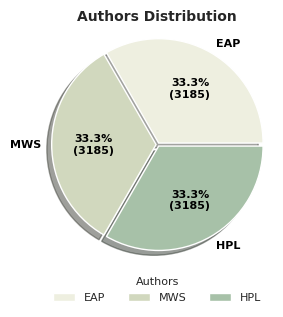 Authors Distribution
EAP
33.3%
(3185)
MWS
33.3%
(3185)
33.3%
(3185)
HPL
Authors
EAP MWS HPL